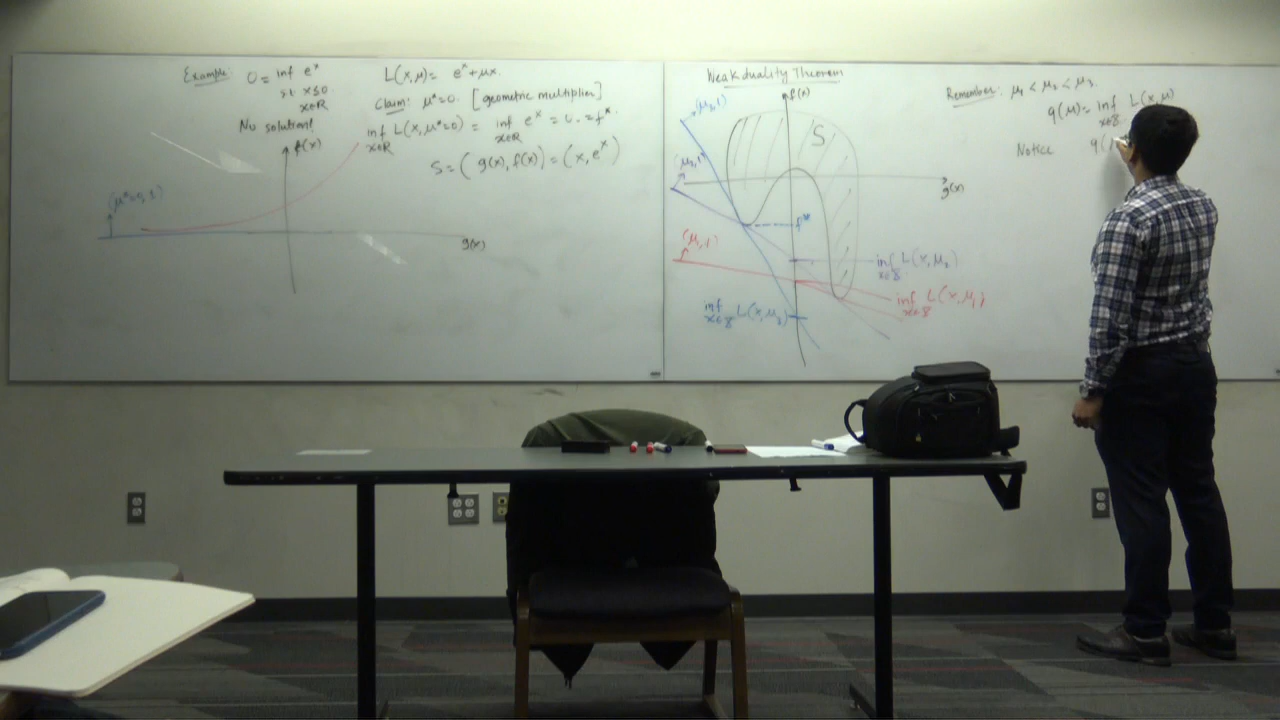 Example: 0 = inf e^x
s.t. x≤0
x∈R
No solution!
L(x,μ) = e^x + μx.
Claim: μ*=0. [geometric multiplier]
inf L(x,μ*=0) = inf e^x = 0 = f*.
x∈R x∈R
S = (g(x), f(x)) = (x, e^x)
f(x)
(μ*=0,1)
g(x)
Weak duality Theorem
f(x)
(μ3,1)
S
(μ2,1)
g(x)
f*
(μ1,1)
inf L(x,μ2)
x∈X
inf L(x,μ1)
x∈X
inf L(x,μ3)
x∈X
Remember: μ1 < μ2 < μ3.
q(μ) = inf L(x,μ)
x∈X
Notice q(